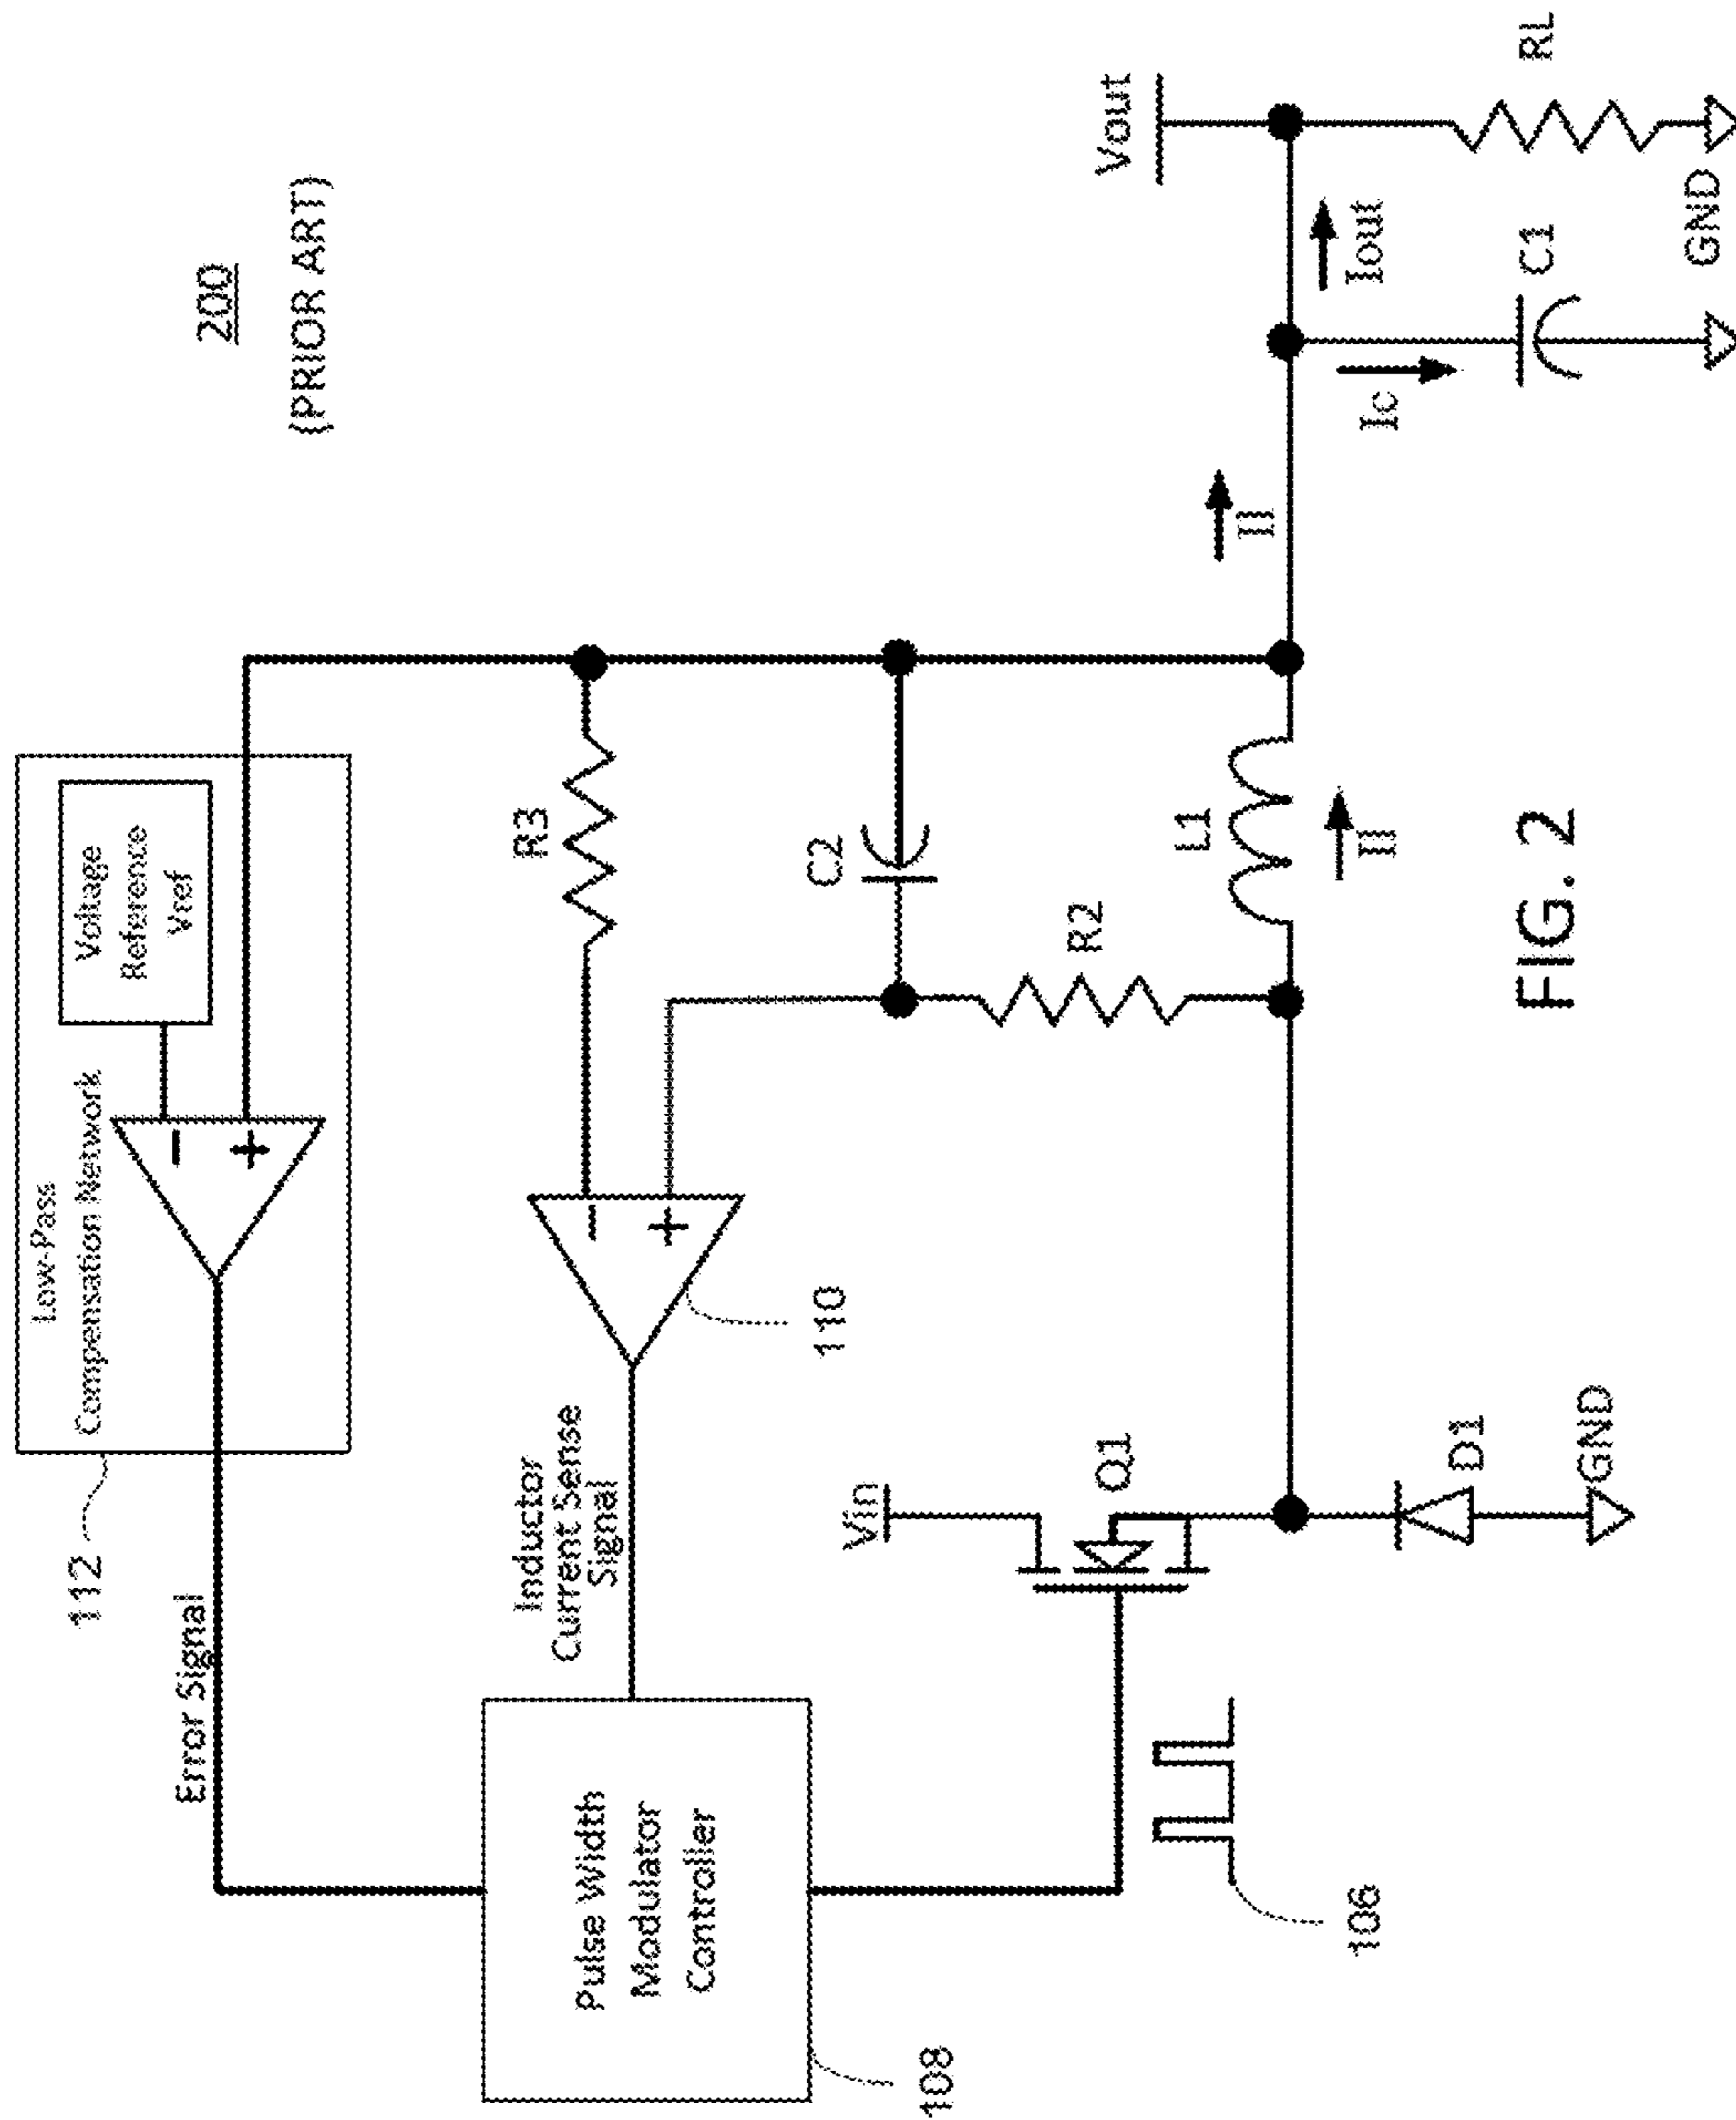 200
(PRIOR ART)
112
Low-Pass
Compensation Network
Voltage
Reference
Vref
−
+
Error Signal
R3
Inductor
Current Sense
Signal
−
+
110
C2
Pulse Width
Modulator
Controller
108
Vin
Q1
R2
L1
Il
Il
Vout
Iout
Ic
C1
RL
GND
106
D1
GND
FIG. 2